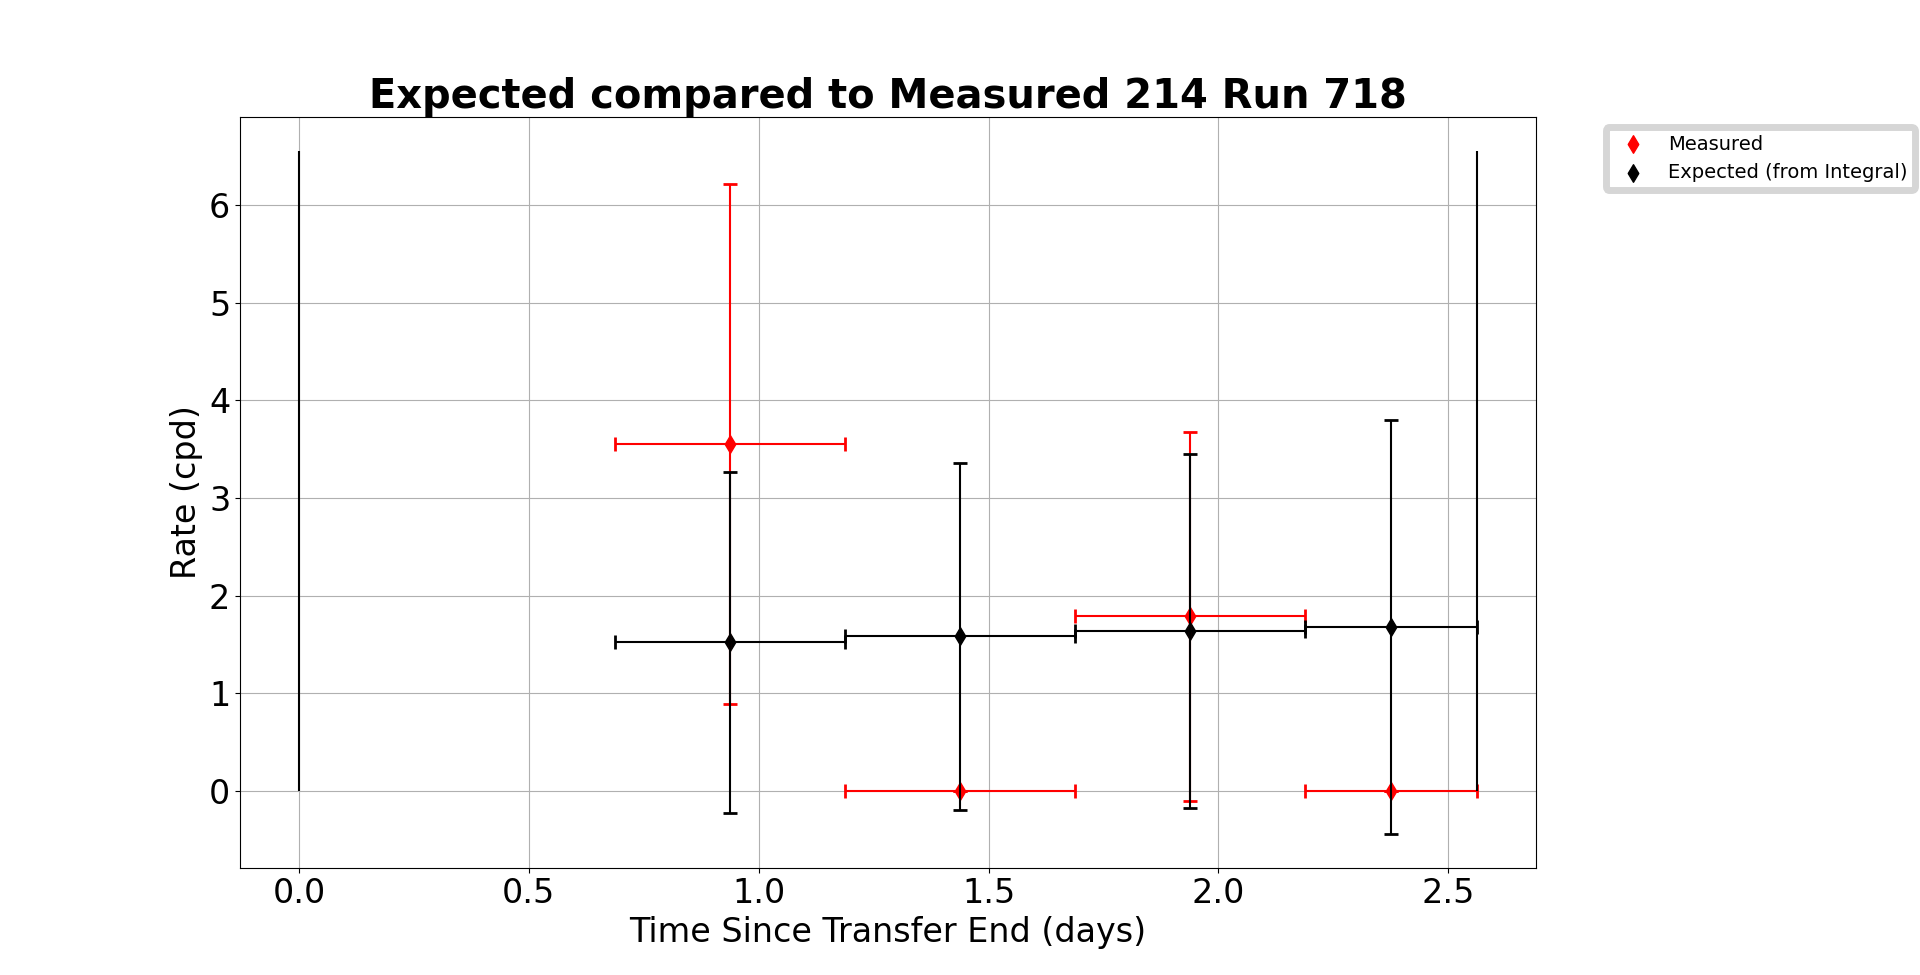 Expected compared to Measured 214 Run 718
Measured
Expected (from Integral)
Rate (cpd)
6
5
4
3
2
1
0
0.0 0.5 1.0 1.5 2.0 2.5
Time Since Transfer End (days)